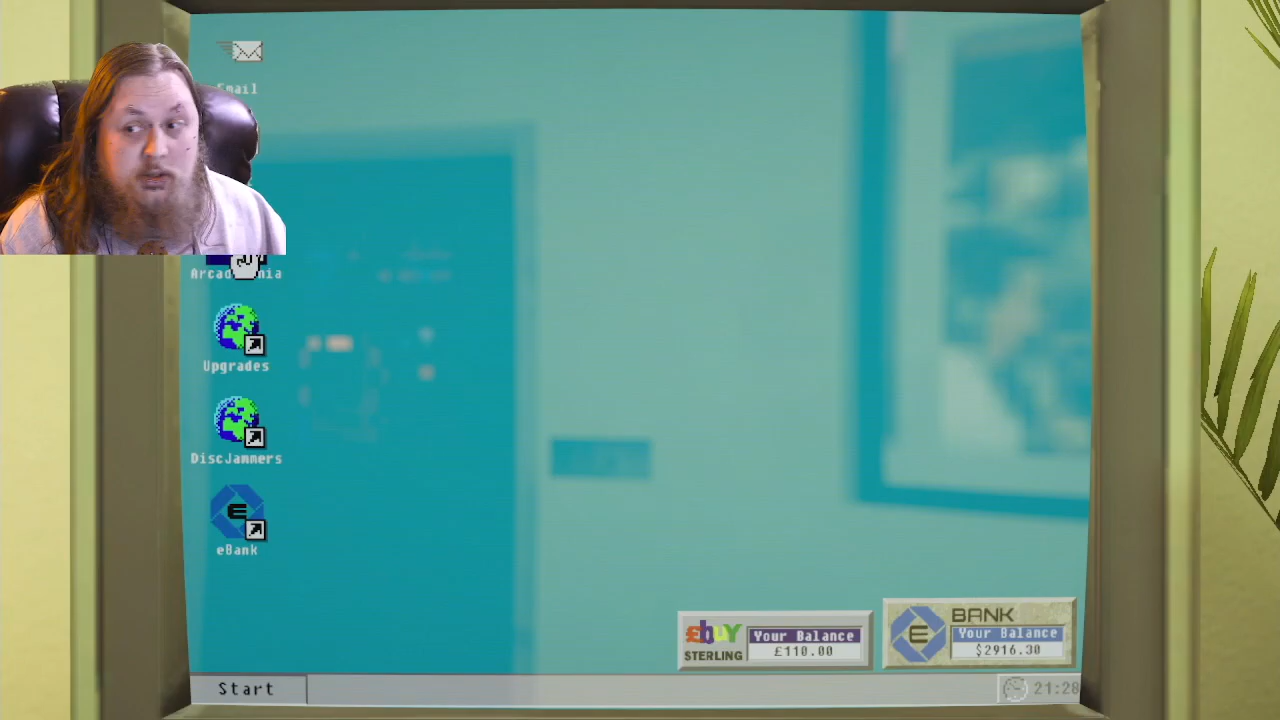 Email
Arcad nia
Upgrades
DiscJammers
E
eBank
ebuY
STERLING
Your Balance
£110.00
E
BANK
Your Balance
$2916.30
Start
21:28